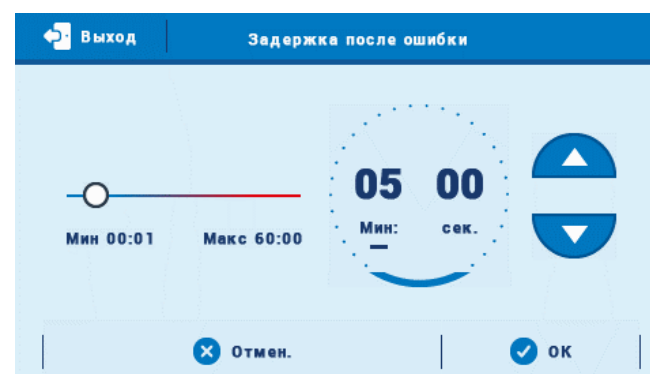 Выход
Задержка после ошибки
05 00
Мин: сек.
Мин 00:01 Макс 60:00
Отмен. OK